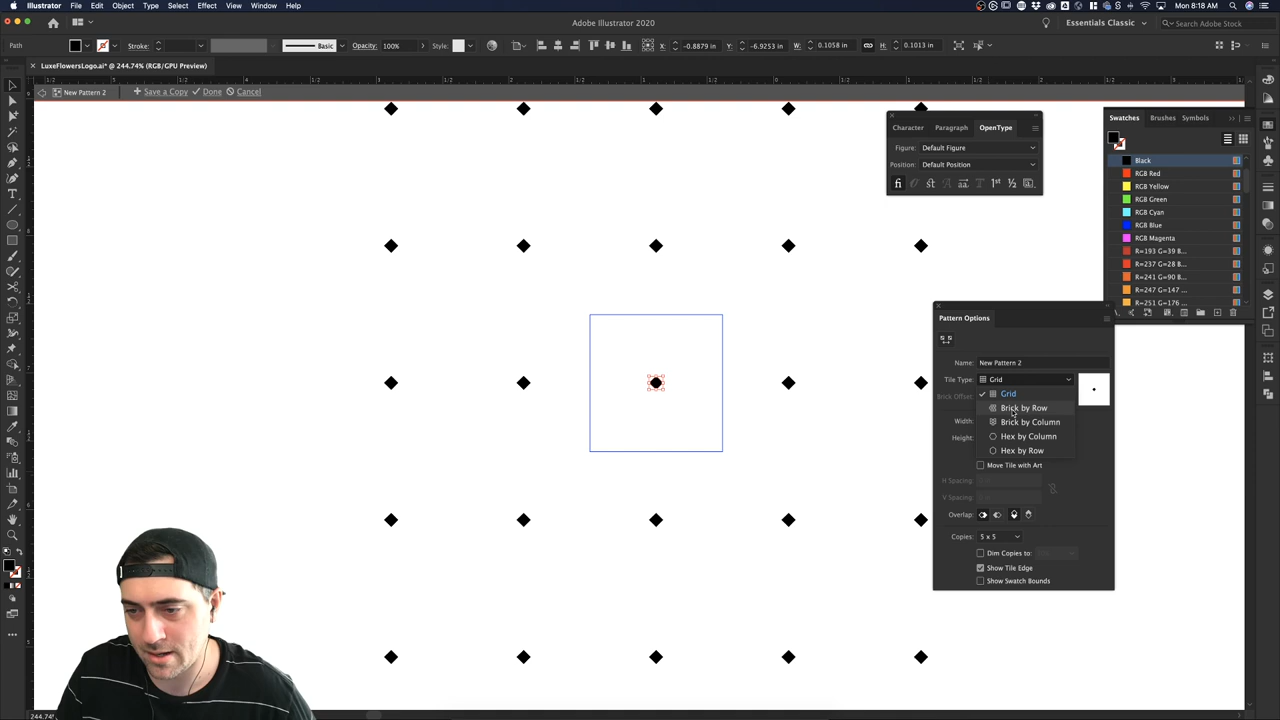 Illustrator File Edit Object Type Select Effect View Window Help
Mon Apr 6 8:18 AM
Adobe Illustrator 2020
Essentials Classic
Search Adobe Stock
Path
Stroke:
Basic
Opacity: 100%
Style:
X: -0.8879 in
Y: -6.9253 in
W: 0.1058 in
H: 0.1013 in
LuxeFlowersLogo.ai* @ 244.74% (RGB/GPU Preview)
New Pattern 2
Save a Copy
Done
Cancel
Character Paragraph OpenType
Figure: Default Figure
Position: Default Position
Swatches Brushes Symbols
Black
RGB Red
RGB Yellow
RGB Green
RGB Cyan
RGB Blue
RGB Magenta
R=193 G=39 B...
R=237 G=28 B...
R=241 G=90 B...
R=247 G=147 ...
R=251 G=176 ...
Pattern Options
Name: New Pattern 2
Tile Type: Grid
Brick Offset:
Grid
Brick by Row
Width:
Brick by Column
Height:
Hex by Column
Hex by Row
Move Tile with Art
H Spacing:
V Spacing:
Overlap:
Copies: 5 x 5
Dim Copies to:
Show Tile Edge
Show Swatch Bounds
244.74%